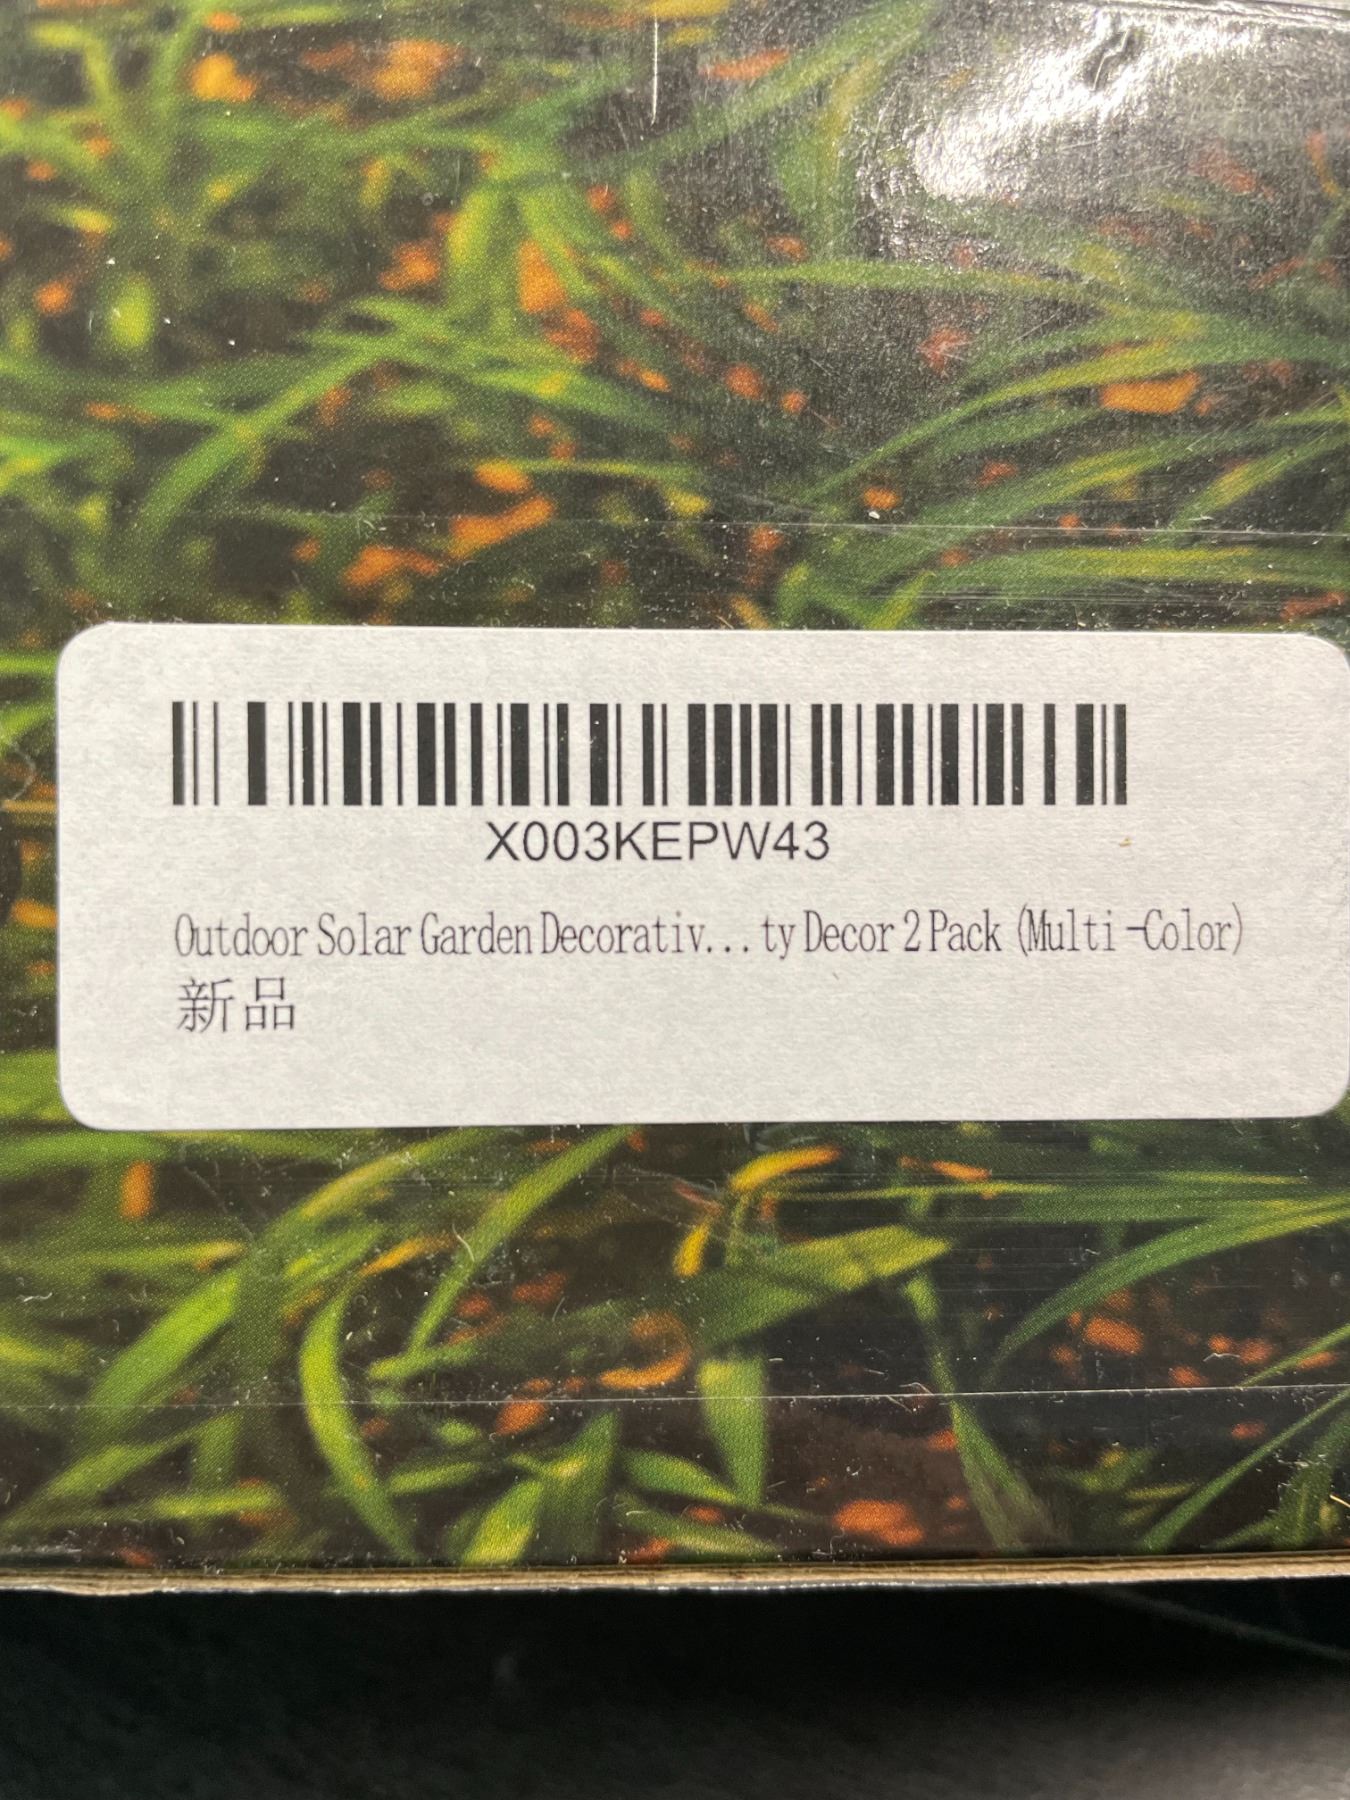 X003KEPW43
Outdoor Solar Garden Decorativ...ty Decor 2 Pack (Multi-Color)
新品